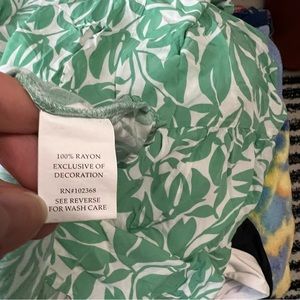 100% RAYON
EXCLUSIVE OF
DECORATION
RN#102368
SEE REVERSE
FOR WASH CARE